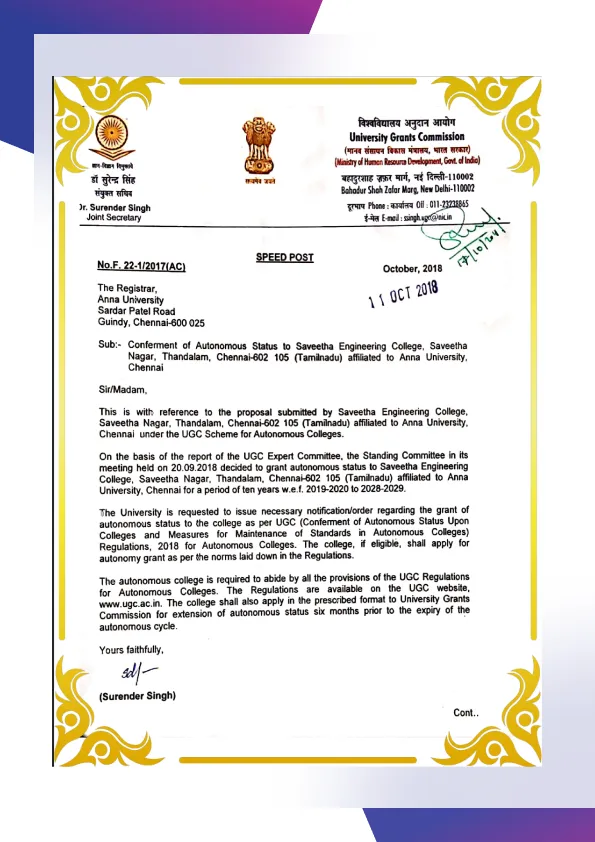 ज्ञान-विज्ञान विमुक्तये
डॉ सुरेन्द्र सिंह
संयुक्त सचिव
Dr. Surender Singh
Joint Secretary
सत्यमेव जयते
विश्वविद्यालय अनुदान आयोग
University Grants Commission
(मानव संसाधन विकास मंत्रालय, भारत सरकार)
(Ministry of Human Resource Development, Govt. of India)
बहादुरशाह ज़फ़र मार्ग, नई दिल्ली-110002
Bahadur Shah Zafar Marg, New Delhi-110002
दूरभाष Phone : कार्यालय Off : 011-23238865
ई-मेल E-mail : ssingh.ugc@nic.in
17/10/2018
SPEED POST
No.F. 22-1/2017(AC)
October, 2018
11 OCT 2018
The Registrar,
Anna University
Sardar Patel Road
Guindy, Chennai-600 025
Sub:- Conferment of Autonomous Status to Saveetha Engineering College, Saveetha
Nagar, Thandalam, Chennai-602 105 (Tamilnadu) affiliated to Anna University,
Chennai
Sir/Madam,
This is with reference to the proposal submitted by Saveetha Engineering College,
Saveetha Nagar, Thandalam, Chennai-602 105 (Tamilnadu) affiliated to Anna University,
Chennai under the UGC Scheme for Autonomous Colleges.
On the basis of the report of the UGC Expert Committee, the Standing Committee in its
meeting held on 20.09.2018 decided to grant autonomous status to Saveetha Engineering
College, Saveetha Nagar, Thandalam, Chennai-602 105 (Tamilnadu) affiliated to Anna
University, Chennai for a period of ten years w.e.f. 2019-2020 to 2028-2029.
The University is requested to issue necessary notification/order regarding the grant of
autonomous status to the college as per UGC (Conferment of Autonomous Status Upon
Colleges and Measures for Maintenance of Standards in Autonomous Colleges)
Regulations, 2018 for Autonomous Colleges. The college, if eligible, shall apply for
autonomy grant as per the norms laid down in the Regulations.
The autonomous college is required to abide by all the provisions of the UGC Regulations
for Autonomous Colleges. The Regulations are available on the UGC website,
www.ugc.ac.in. The college shall also apply in the prescribed format to University Grants
Commission for extension of autonomous status six months prior to the expiry of the
autonomous cycle.
Yours faithfully,
sd/-
(Surender Singh)
Cont..